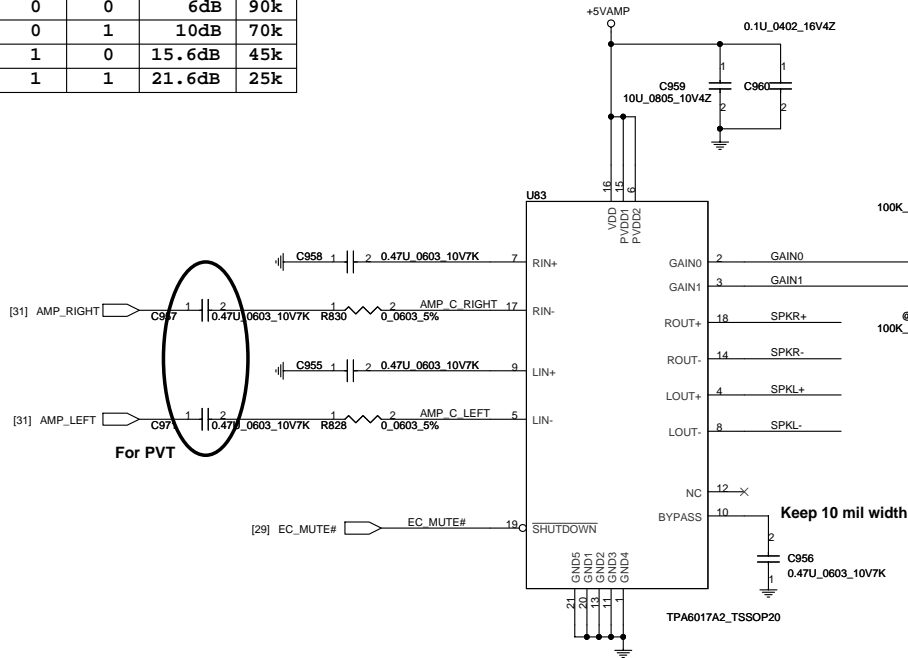 0 0 6dB 90k
0 1 10dB 70k
1 0 15.6dB 45k
1 1 21.6dB 25k
+5VAMP
0.1U_0402_16V4Z
1 1
C959 C960
10U_0805_10V4Z
2 2
U83
16 15 6
VDD PVDD1 PVDD2
100K_
C958 1 2 0.47U_0603_10V7K 7 RIN+
GAIN0 2 GAIN0
GAIN1 3 GAIN1
[31] AMP_RIGHT 1 2 1 2 AMP_C_RIGHT 17 RIN-
0.47U_0603_10V7K R830 0_0603_5%
ROUT+ 18 SPKR+
@
100K_
ROUT- 14 SPKR-
C955 1 2 0.47U_0603_10V7K 9 LIN+
LOUT+ 4 SPKL+
[31] AMP_LEFT 1 2 1 2 AMP_C_LEFT 5 LIN-
0.47U_0603_10V7K R828 0_0603_5%
LOUT- 8 SPKL-
For PVT
NC 12
BYPASS 10 Keep 10 mil width
[29] EC_MUTE# EC_MUTE# 19 SHUTDOWN
2
C956
0.47U_0603_10V7K
1
GND5 GND1 GND2 GND3 GND4
21 20 13 11 1
TPA6017A2_TSSOP20